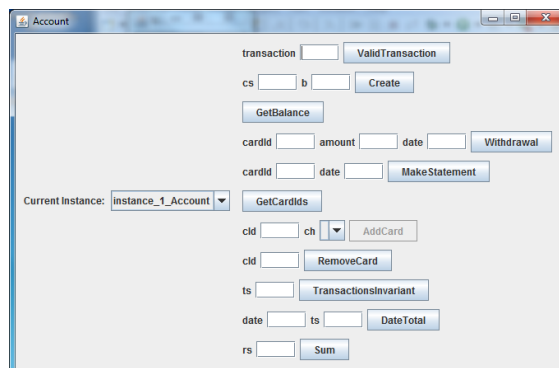 Account
transaction ValidTransaction
cs b Create
GetBalance
cardId amount date Withdrawal
cardId date MakeStatement
Current Instance: instance_1_Account GetCardIds
cId ch AddCard
cId RemoveCard
ts TransactionsInvariant
date ts DateTotal
rs Sum